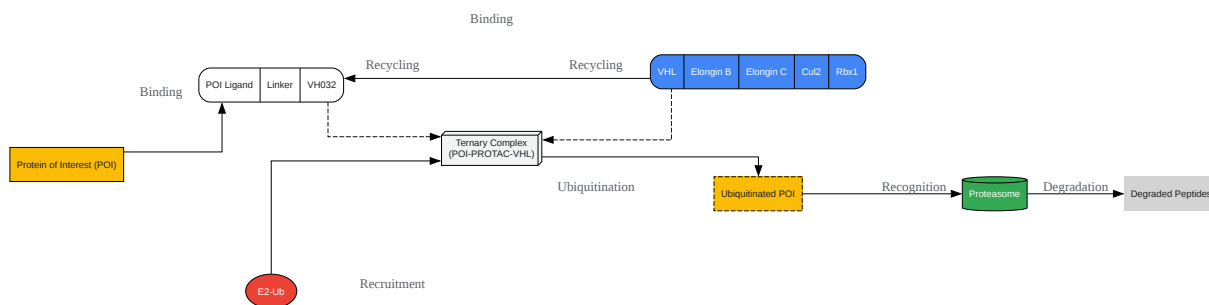 Binding
Recycling
Recycling
POI Ligand
Linker
VH032
VHL
Elongin B
Elongin C
Cul2
Rbx1
Binding
Protein of Interest (POI)
Ternary Complex
(POI-PROTAC-VHL)
Ubiquitination
Ubiquitinated POI
Recognition
Proteasome
Degradation
Degraded Peptides
E2-Ub
Recruitment